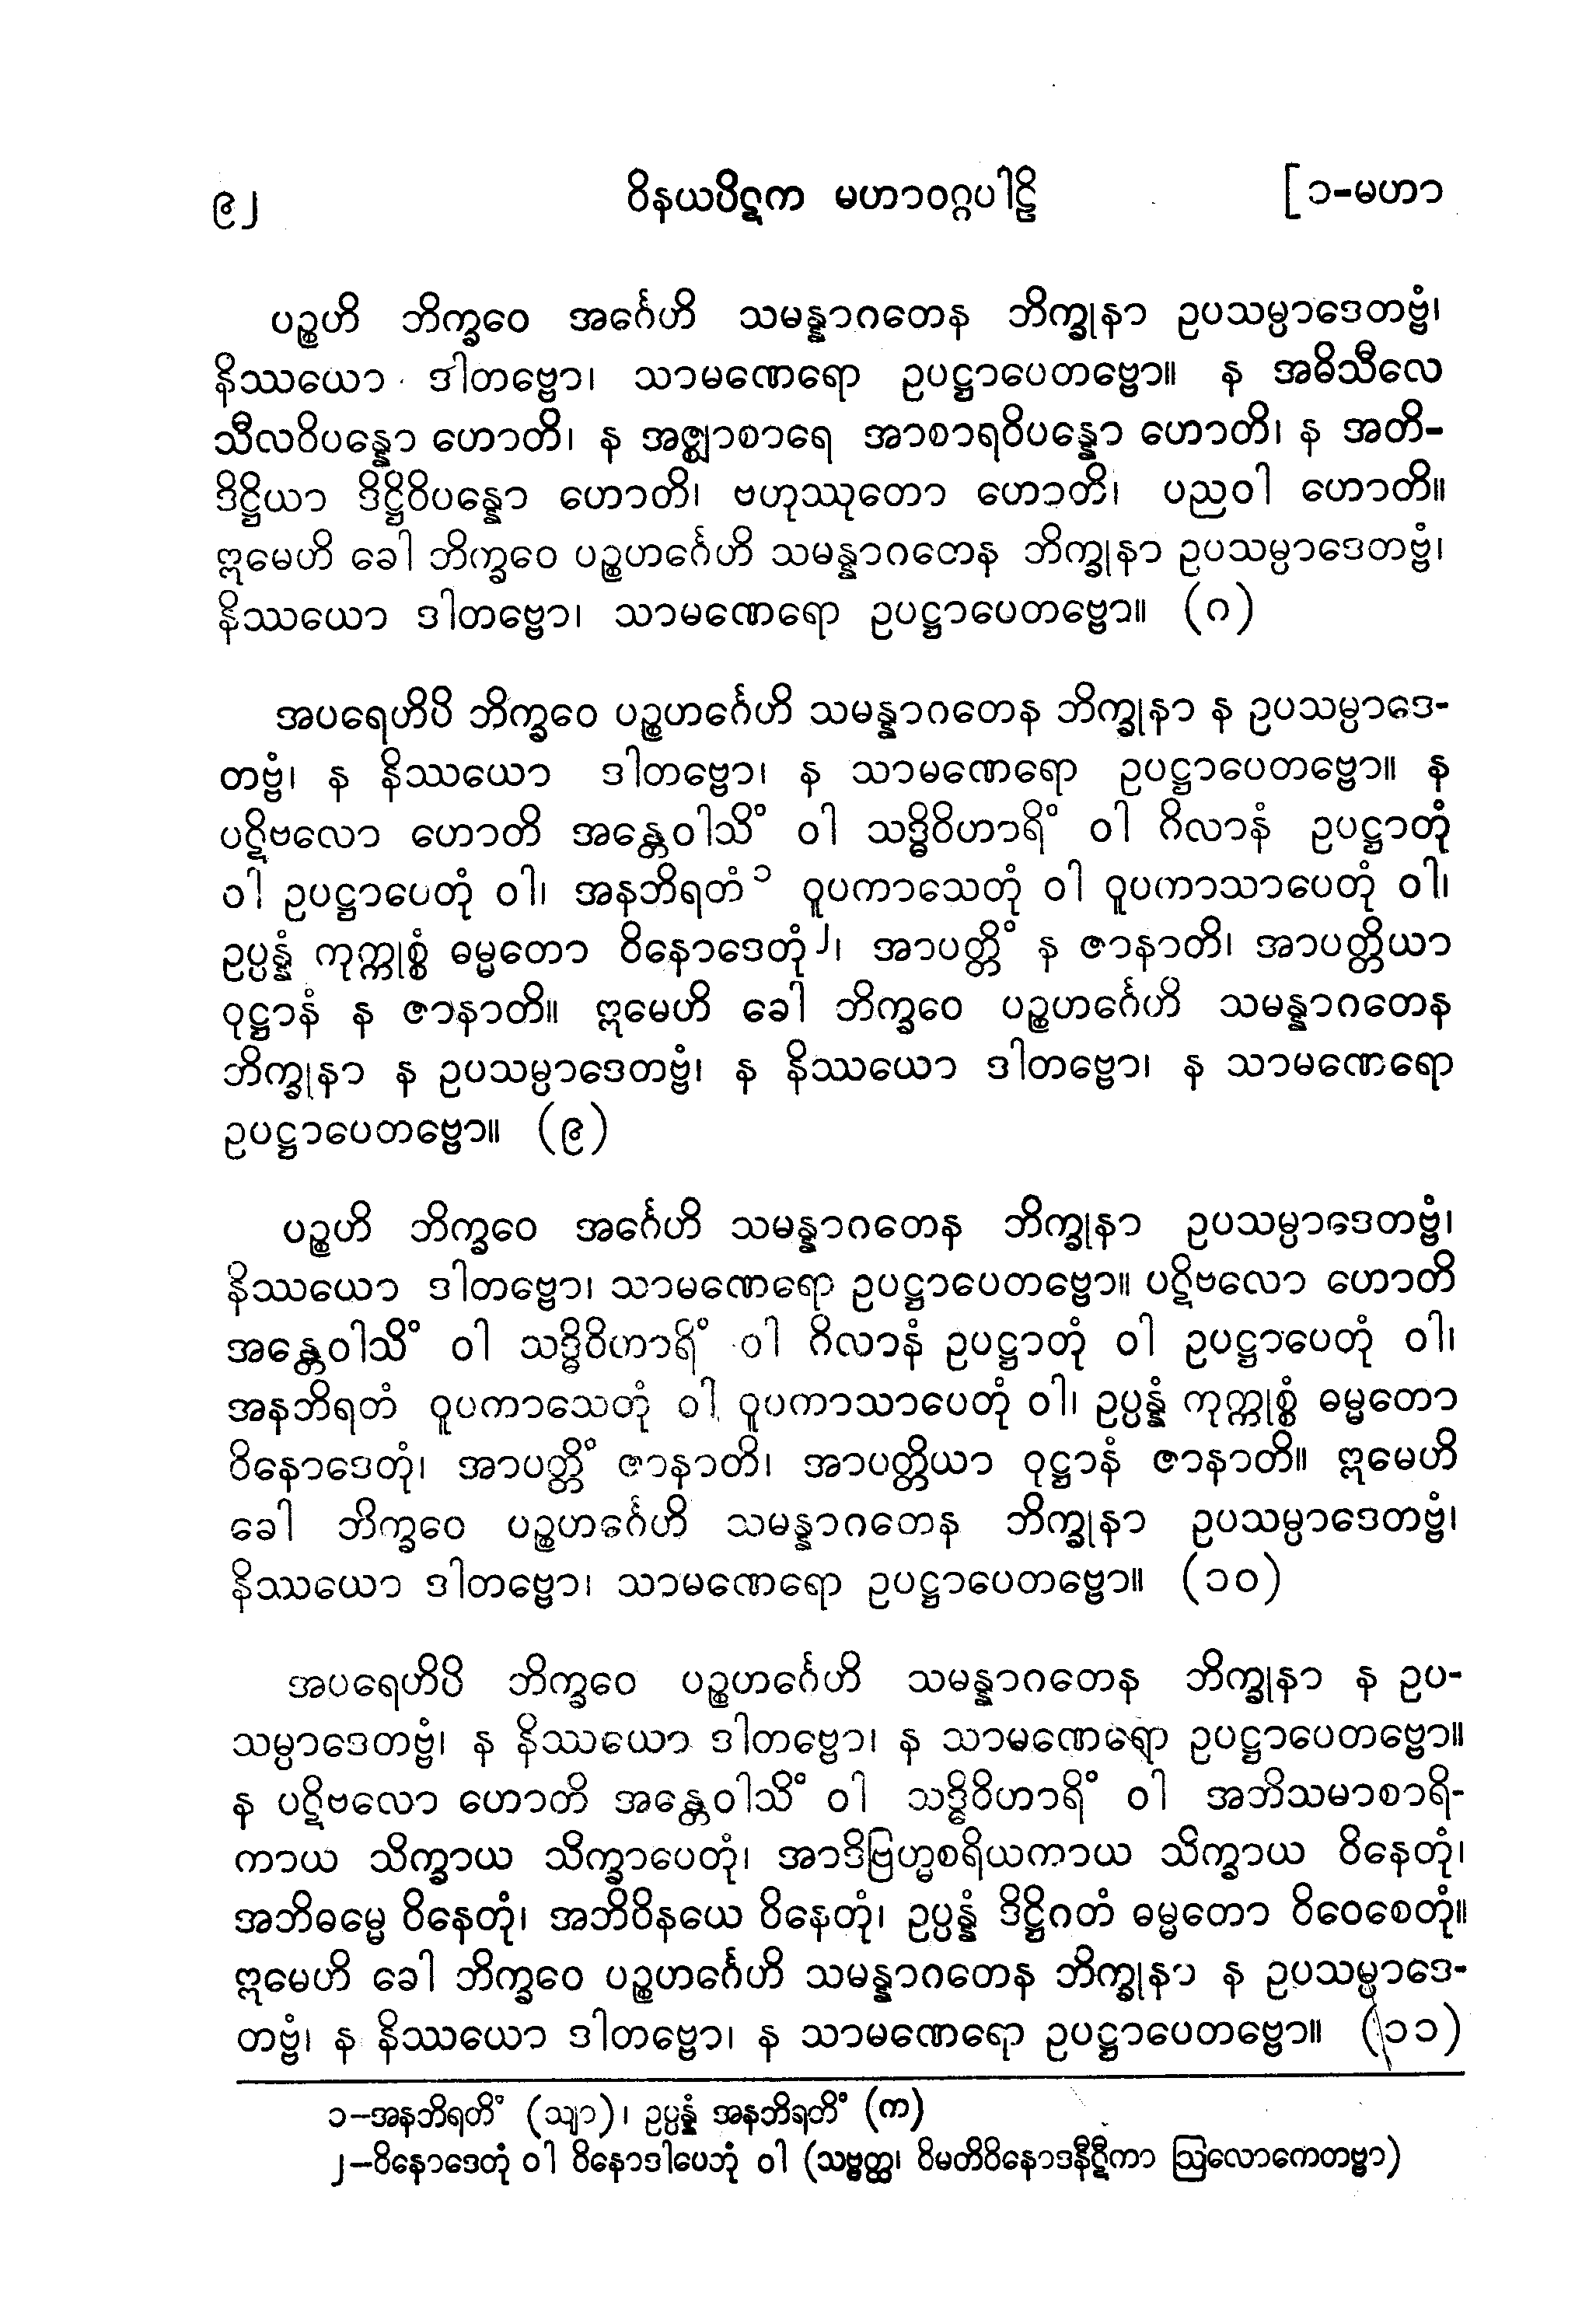 ၉၂ ဝိနယပိဋက မဟာဝဂ္ဂပါဠိ [၁-မဟာ
ပဉ္စဟိ ဘိက္ခဝေ အင်္ဂေဟိ သမန္နာဂတေန ဘိက္ခုနာ ဥပသမ္ပာဒေတဗ္ဗံ၊
နိဿယော ဒါတဗ္ဗော၊ သာမဏေရော ဥပဋ္ဌာပေတဗ္ဗော။ န အဓိသီလေ
သီလဝိပန္နော ဟောတိ၊ န အဇ္ဈာစာရေ အာစာရဝိပန္နော ဟောတိ၊ န အတိ-
ဒိဋ္ဌိယာ ဒိဋ္ဌိဝိပန္နော ဟောတိ၊ ဗဟုဿုတော ဟောတိ၊ ပညဝါ ဟောတိ။
ဣမေဟိ ခေါ ဘိက္ခဝေ ပဉ္စဟင်္ဂေဟိ သမန္နာဂတေန ဘိက္ခုနာ ဥပသမ္ပာဒေတဗ္ဗံ၊
နိဿယော ဒါတဗ္ဗော၊ သာမဏေရော ဥပဋ္ဌာပေတဗ္ဗော။ (ဂ)
အပရေဟိပိ ဘိက္ခဝေ ပဉ္စဟင်္ဂေဟိ သမန္နာဂတေန ဘိက္ခုနာ န ဥပသမ္ပာဒေ-
တဗ္ဗံ၊ န နိဿယော ဒါတဗ္ဗော၊ န သာမဏေရော ဥပဋ္ဌာပေတဗ္ဗော။ န
ပဋိဗလော ဟောတိ အန္တေဝါသိံ ဝါ သဒ္ဓိဝိဟာရိံ ဝါ ဂိလာနံ ဥပဋ္ဌာတုံ
ဝါ ဥပဋ္ဌာပေတုံ ဝါ၊ အနဘိရတံ ၁ ဝူပကာသေတုံ ဝါ ဝူပကာသာပေတုံ ဝါ၊
ဥပ္ပန္နံ ကုက္ကုစ္စံ ဓမ္မတော ဝိနောဒေတုံ ၂၊ အာပတ္တိံ န ဇာနာတိ၊ အာပတ္တိယာ
ဝုဋ္ဌာနံ န ဇာနာတိ။ ဣမေဟိ ခေါ ဘိက္ခဝေ ပဉ္စဟင်္ဂေဟိ သမန္နာဂတေန
ဘိက္ခုနာ န ဥပသမ္ပာဒေတဗ္ဗံ၊ န နိဿယော ဒါတဗ္ဗော၊ န သာမဏေရော
ဥပဋ္ဌာပေတဗ္ဗော။ (၉)
ပဉ္စဟိ ဘိက္ခဝေ အင်္ဂေဟိ သမန္နာဂတေန ဘိက္ခုနာ ဥပသမ္ပာဒေတဗ္ဗံ၊
နိဿယော ဒါတဗ္ဗော၊ သာမဏေရော ဥပဋ္ဌာပေတဗ္ဗော။ ပဋိဗလော ဟောတိ
အန္တေဝါသိံ ဝါ သဒ္ဓိဝိဟာရိံ ဝါ ဂိလာနံ ဥပဋ္ဌာတုံ ဝါ ဥပဋ္ဌာပေတုံ ဝါ၊
အနဘိရတံ ဝူပကာသေတုံ ဝါ ဝူပကာသာပေတုံ ဝါ၊ ဥပ္ပန္နံ ကုက္ကုစ္စံ ဓမ္မတော
ဝိနောဒေတုံ၊ အာပတ္တိံ ဇာနာတိ၊ အာပတ္တိယာ ဝုဋ္ဌာနံ ဇာနာတိ။ ဣမေဟိ
ခေါ ဘိက္ခဝေ ပဉ္စဟင်္ဂေဟိ သမန္နာဂတေန ဘိက္ခုနာ ဥပသမ္ပာဒေတဗ္ဗံ၊
နိဿယော ဒါတဗ္ဗော၊ သာမဏေရော ဥပဋ္ဌာပေတဗ္ဗော။ (၁၀)
အပရေဟိပိ ဘိက္ခဝေ ပဉ္စဟင်္ဂေဟိ သမန္နာဂတေန ဘိက္ခုနာ န ဥပ-
သမ္ပာဒေတဗ္ဗံ၊ န နိဿယော ဒါတဗ္ဗော၊ န သာမဏေရော ဥပဋ္ဌာပေတဗ္ဗော။
န ပဋိဗလော ဟောတိ အန္တေဝါသိံ ဝါ သဒ္ဓိဝိဟာရိံ ဝါ အဘိသမာစာရိ-
ကာယ သိက္ခာယ သိက္ခာပေတုံ၊ အာဒိဗြဟ္မစရိယကာယ သိက္ခာယ ဝိနေတုံ၊
အဘိဓမ္မေ ဝိနေတုံ၊ အဘိဝိနယေ ဝိနေတုံ၊ ဥပ္ပန္နံ ဒိဋ္ဌိဂတံ ဓမ္မတော ဝိဝေစေတုံ။
ဣမေဟိ ခေါ ဘိက္ခဝေ ပဉ္စဟင်္ဂေဟိ သမန္နာဂတေန ဘိက္ခုနာ န ဥပသမ္ပာဒေ-
တဗ္ဗံ၊ န နိဿယော ဒါတဗ္ဗော၊ န သာမဏေရော ဥပဋ္ဌာပေတဗ္ဗော။ (၁၁)
၁-အနဘိရတိံ (သျာ)၊ ဥပ္ပန္နံ အနဘိရတိံ (က)
၂-ဝိနောဒေတုံ ဝါ ဝိနောဒါပေတုံ ဝါ (သဗ္ဗတ္ထ၊ ဝိမတိဝိနောဒနီဋီကာ ဩလောကေတဗ္ဗာ)